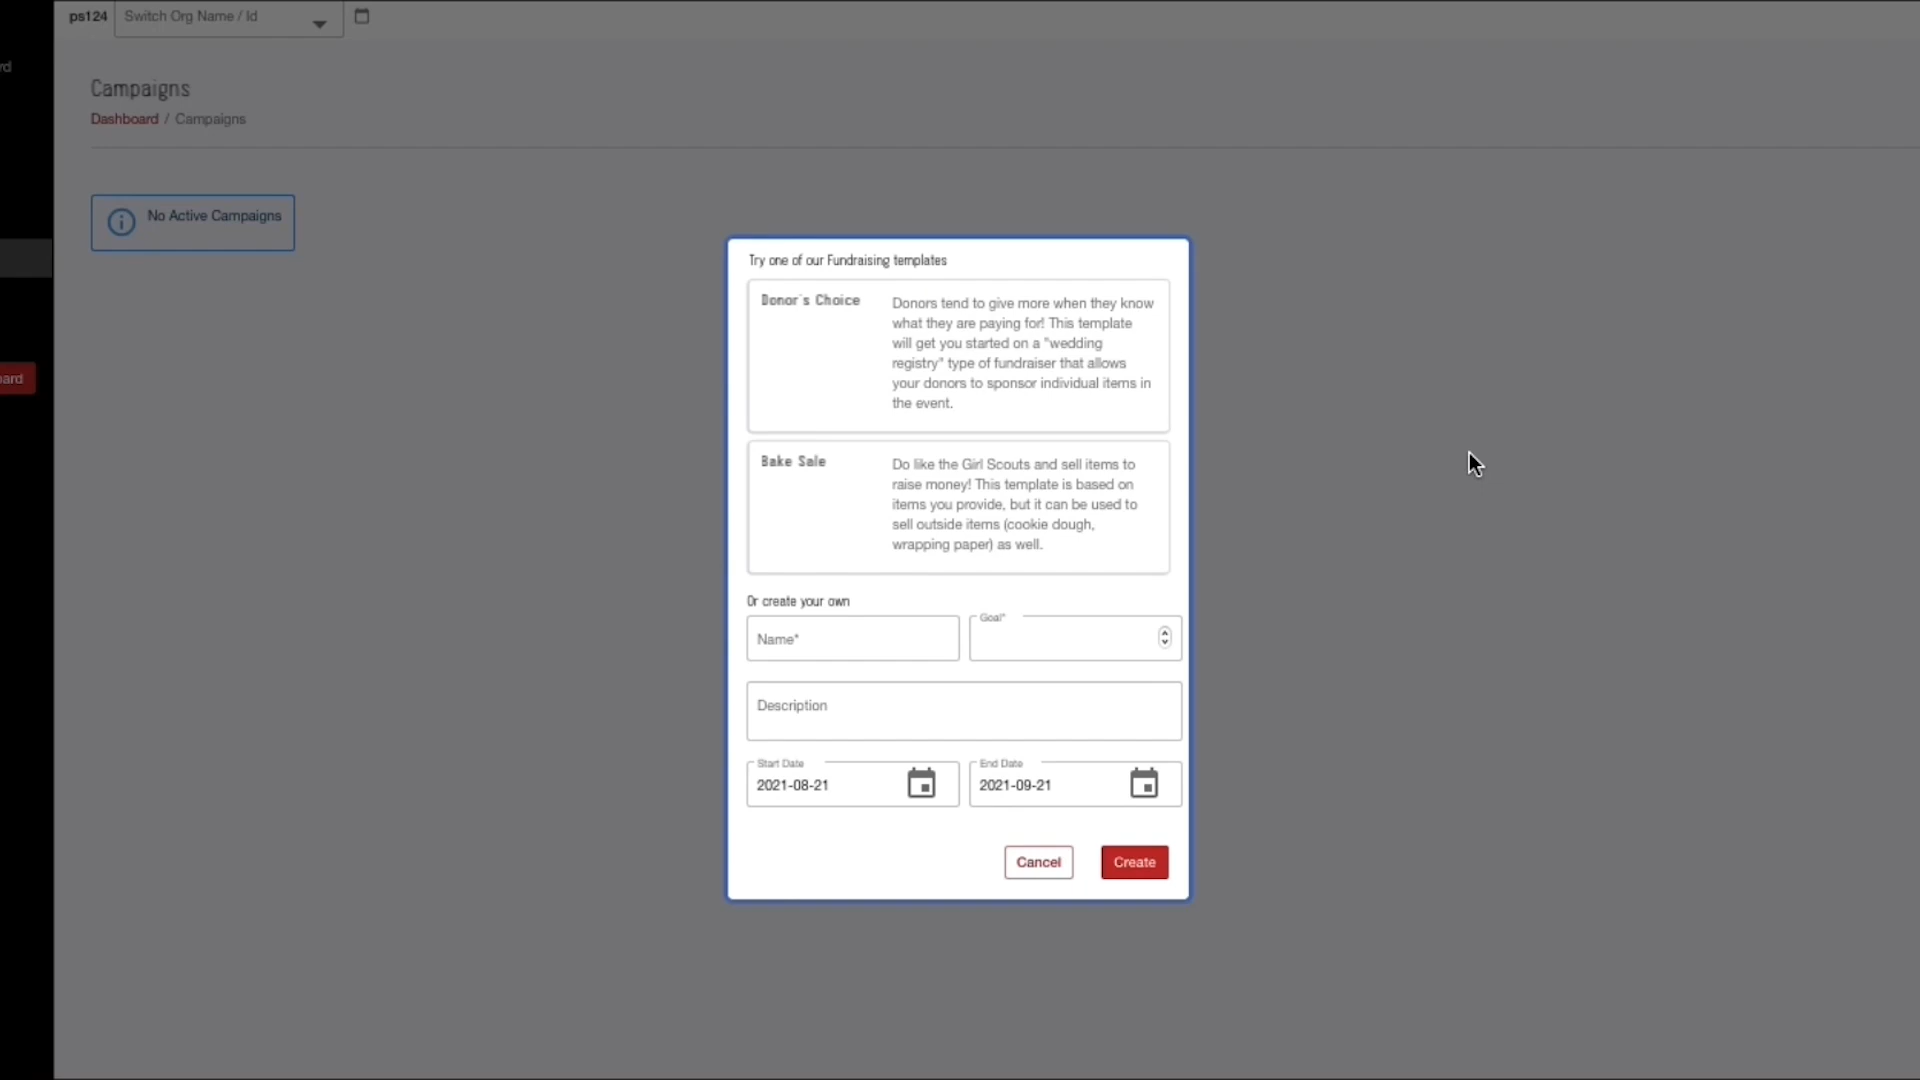 ps124 Switch Org Name / Id
rd
Campaigns
Dashboard / Campaigns
No Active Campaigns
ard
Try one of our Fundraising templates
Donor's Choice
Donors tend to give more when they know
what they are paying for! This template
will get you started on a "wedding
registry" type of fundraiser that allows
your donors to sponsor individual items in
the event.
Bake Sale
Do like the Girl Scouts and sell items to
raise money! This template is based on
items you provide, but it can be used to
sell outside items (cookie dough,
wrapping paper) as well.
Or create your own
Name*
Goal*
Description
Start Date
2021-08-21
End Date
2021-09-21
Cancel
Create